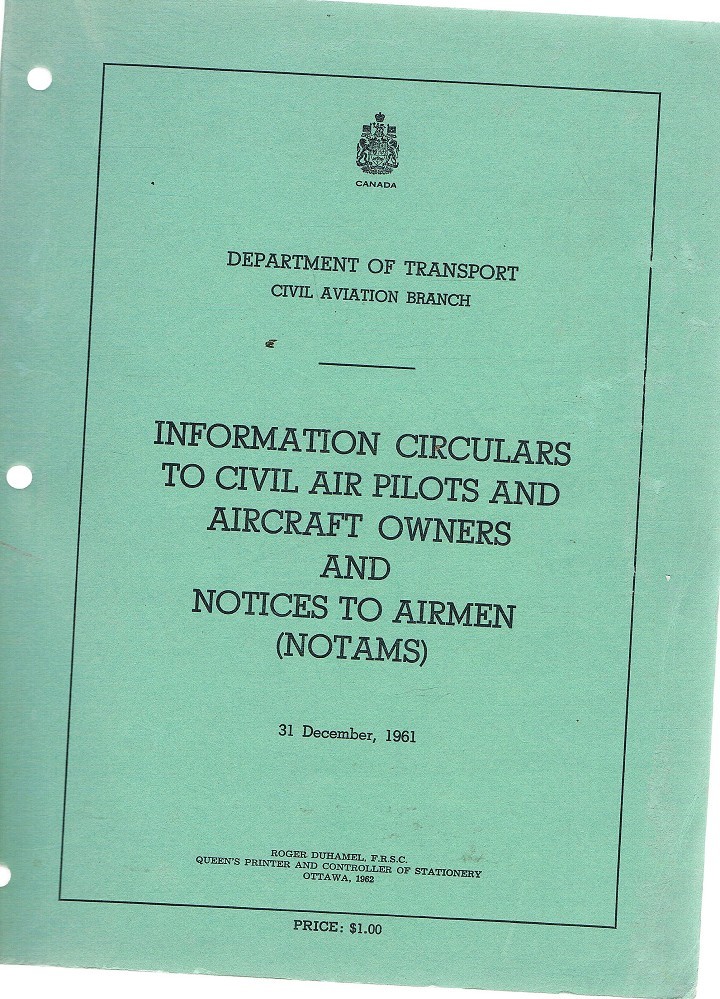 CANADA
DEPARTMENT OF TRANSPORT
CIVIL AVIATION BRANCH
INFORMATION CIRCULARS
TO CIVIL AIR PILOTS AND
AIRCRAFT OWNERS
AND
NOTICES TO AIRMEN
(NOTAMS)
31 December, 1961
ROGER DUHAMEL, F.R.S.C.
QUEEN'S PRINTER AND CONTROLLER OF STATIONERY
OTTAWA, 1962
PRICE: $1.00